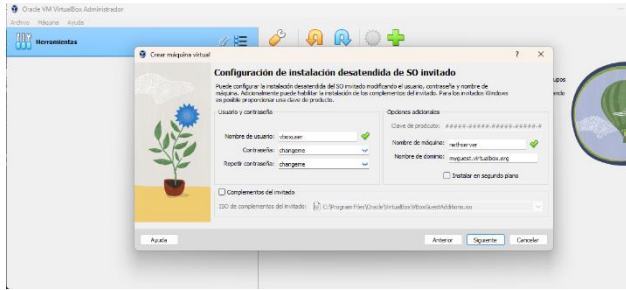 Oracle VM VirtualBox Administrador
Archivo Máquina Ayuda
Herramientas
Crear máquina virtual
Configuración de instalación desatendida de SO invitado
Puede configurar la instalación desatendida del SO invitado modificando el usuario, contraseña y nombre de
máquina. Adicionalmente puede habilitar la instalación de los complementos del invitado. Para los invitados Windows
es posible proporcionar una clave de producto.
Usuario y contraseña
Nombre de usuario: vboxuser
Contraseña: changeme
Repetir contraseña: changeme
Opciones adicionales
Clave de producto: #####-#####-#####-#####-#
Nombre de máquina: nethserver
Nombre de dominio: myguest.virtualbox.org
Instalar en segundo plano
Complementos del invitado
ISO de complementos del invitado: C:\Program Files\Oracle\VirtualBox\VBoxGuestAdditions.iso
Ayuda
Anterior Siguiente Cancelar